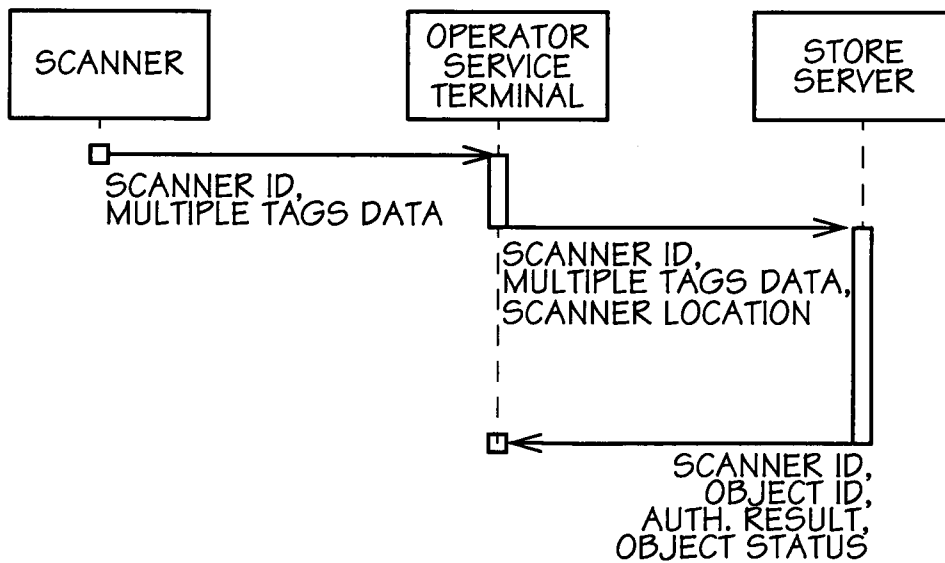 SCANNER
OPERATOR
SERVICE
TERMINAL
STORE
SERVER
SCANNER ID,
MULTIPLE TAGS DATA
SCANNER ID,
MULTIPLE TAGS DATA,
SCANNER LOCATION
SCANNER ID,
OBJECT ID,
AUTH. RESULT,
OBJECT STATUS